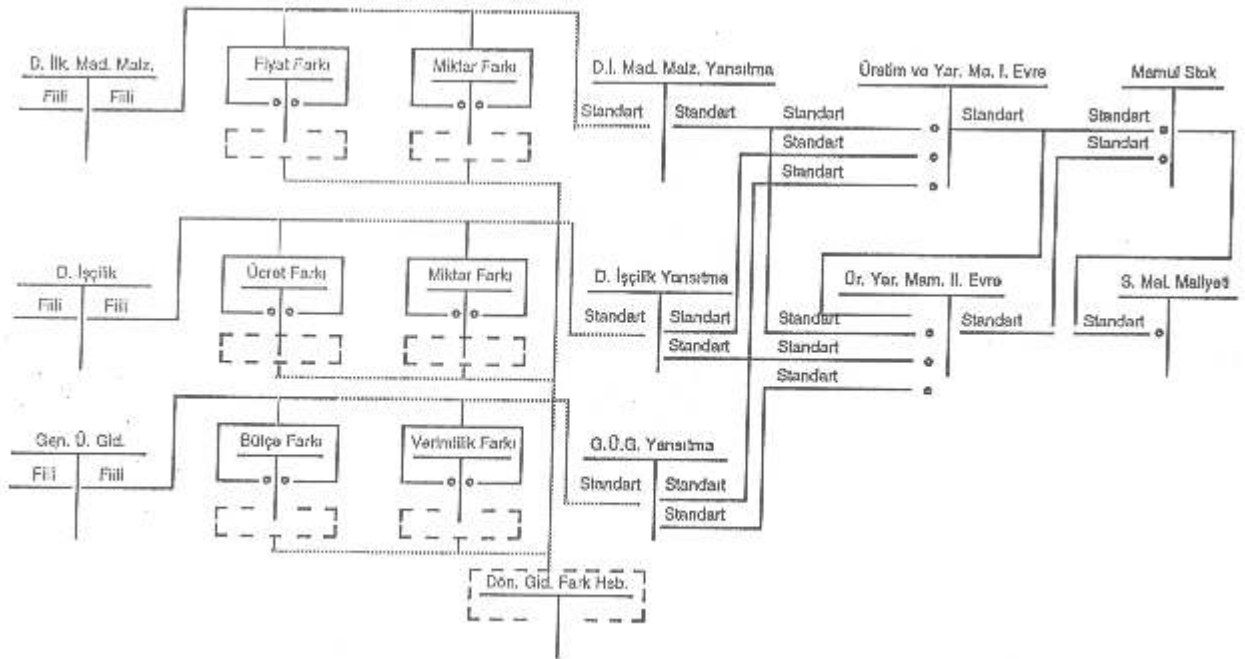 D. İlk. Mad. Malz.
Fiili Fiili
Fiyat Farkı
Miktar Farkı
D.İ. Mad. Malz. Yansıtma
Standart Standart
Üretim ve Yar. Ma. I. Evre
Standart
Standart
Standart
Standart
Mamul Stok
Standart
Standart
D. İşçilik
Fiili Fiili
Ücret Farkı
Miktar Farkı
D. İşçilik Yansıtma
Standart Standart
Standart
Ür. Yar. Mam. II. Evre
Standart
Standart
Standart
Standart
S. Mal. Maliyeti
Standart
Gen. Ü. Gid.
Fiili Fiili
Bütçe Farkı
Verimlilik Farkı
G.Ü.G. Yansıtma
Standart Standart
Standart
Dön. Gid. Fark Hsb.